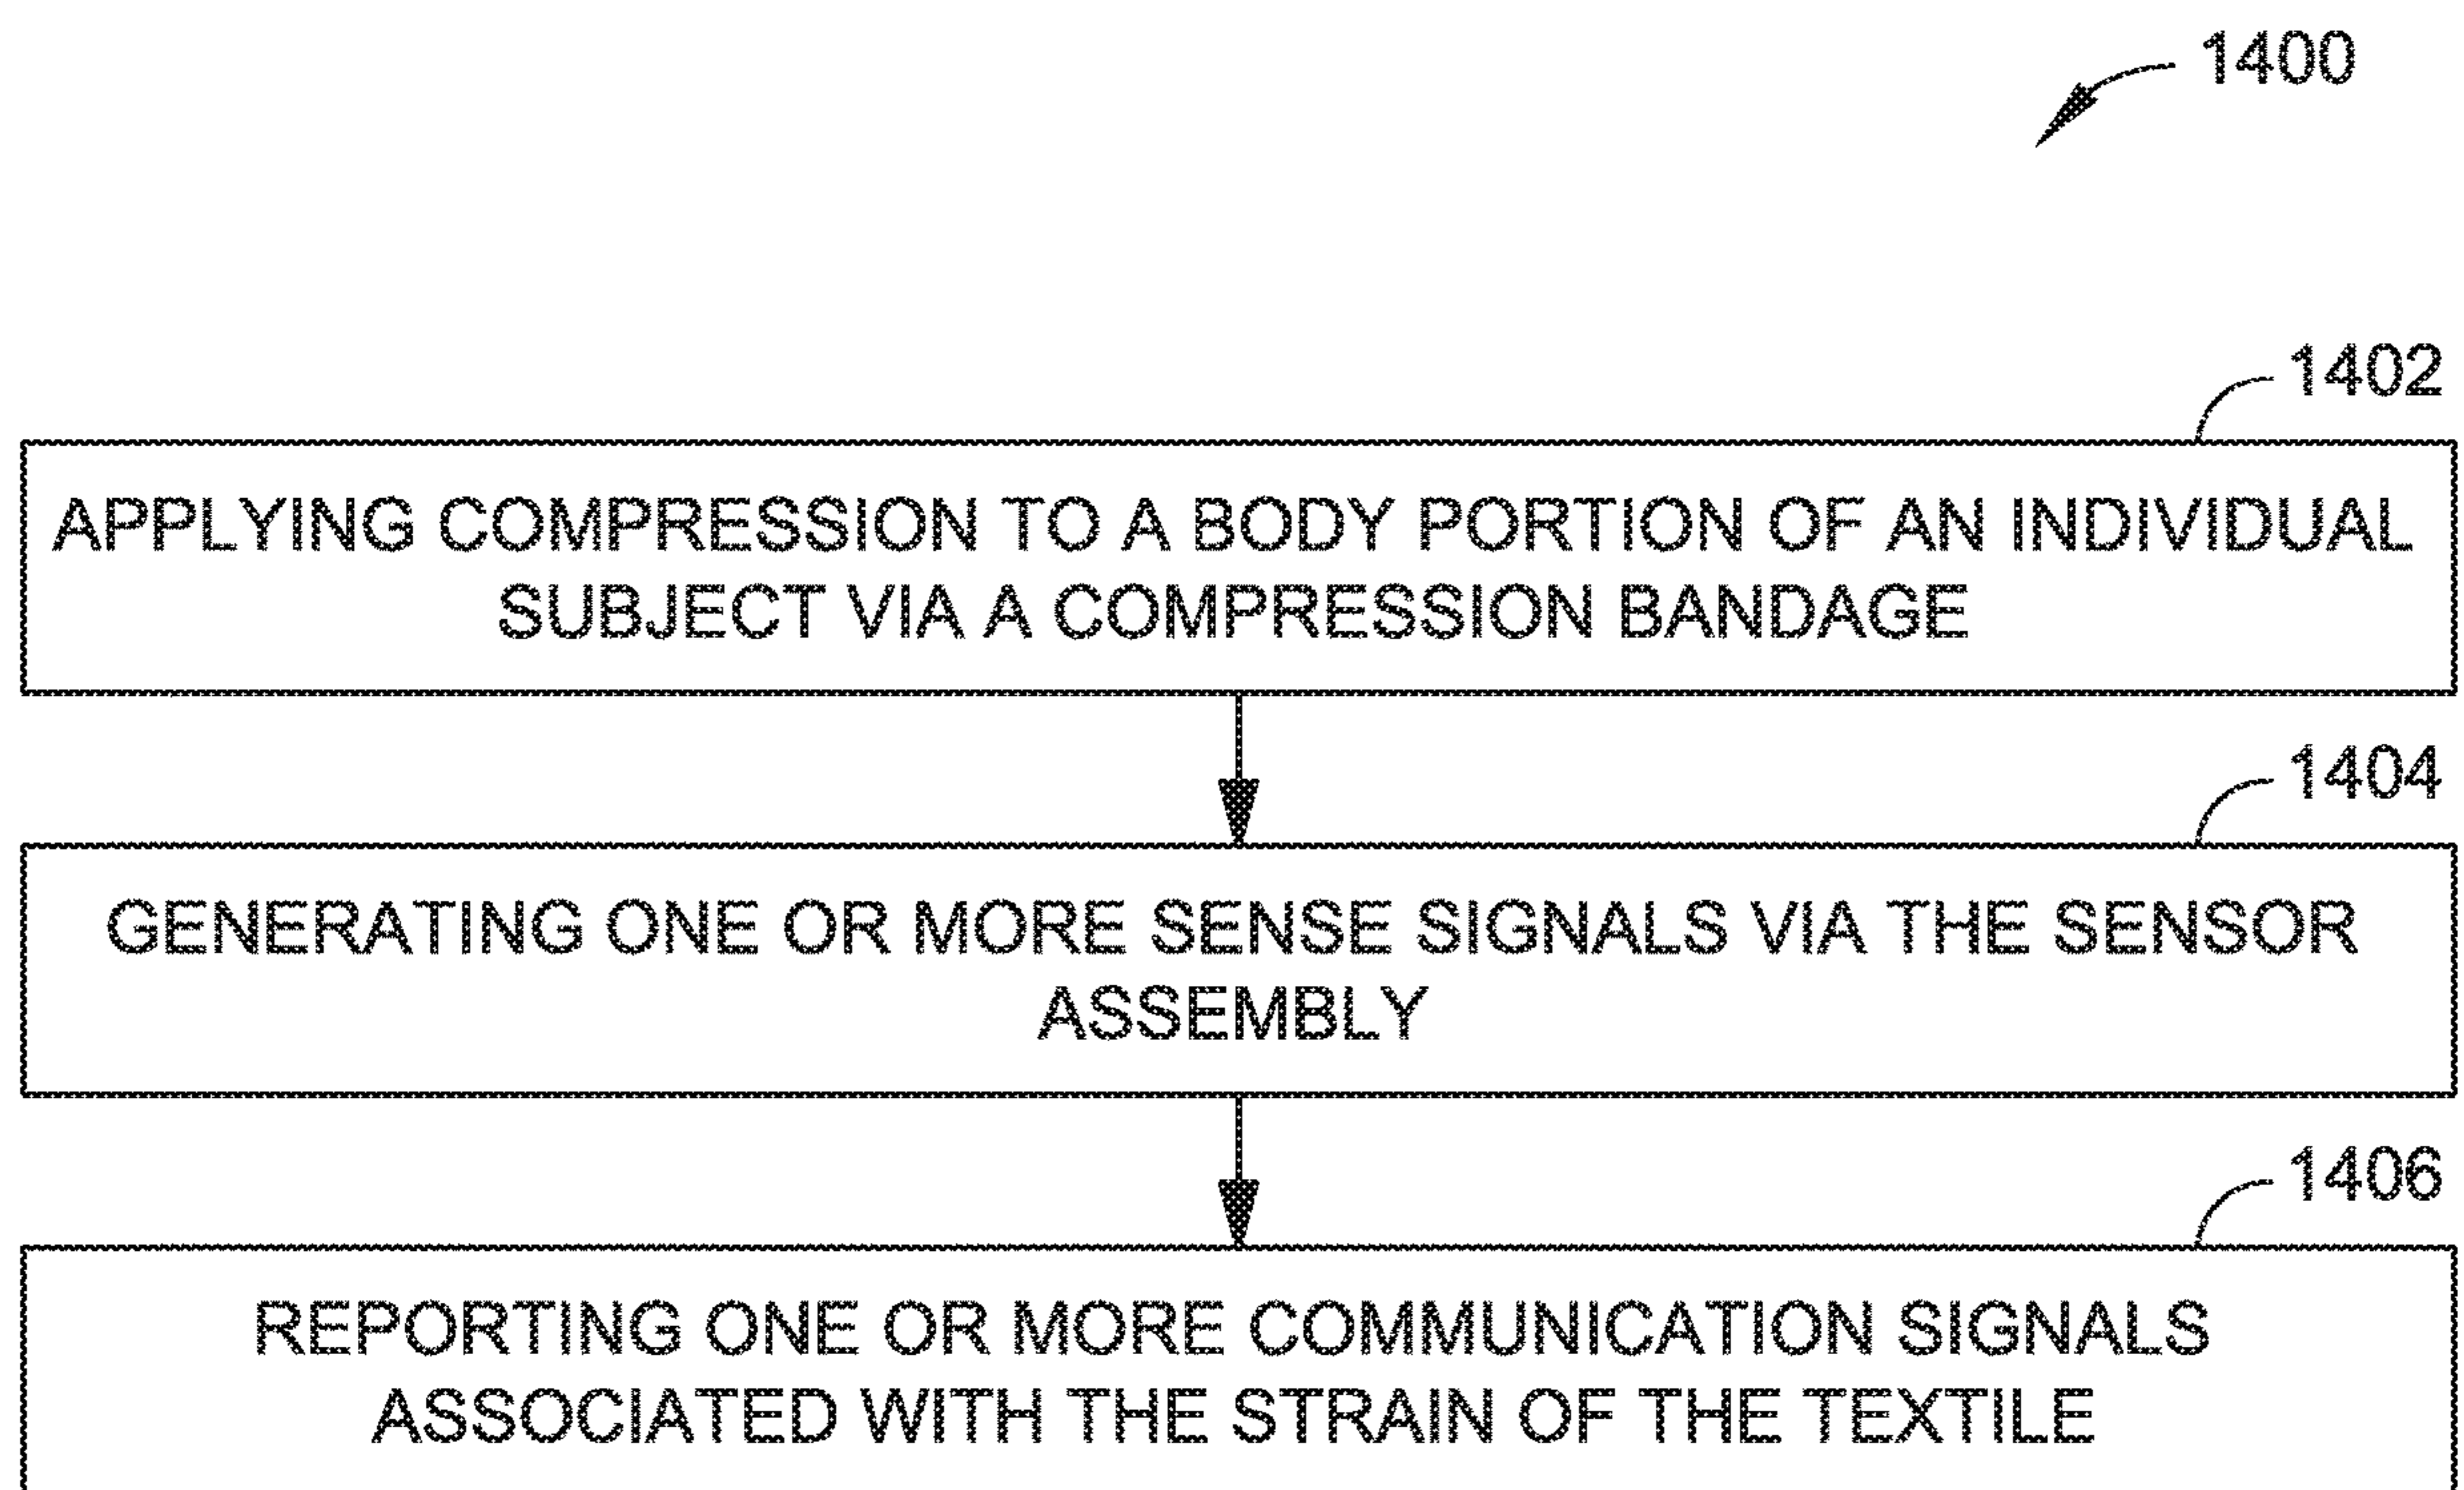 1400
1402
APPLYING COMPRESSION TO A BODY PORTION OF AN INDIVIDUAL
SUBJECT VIA A COMPRESSION BANDAGE
1404
GENERATING ONE OR MORE SENSE SIGNALS VIA THE SENSOR
ASSEMBLY
1406
REPORTING ONE OR MORE COMMUNICATION SIGNALS
ASSOCIATED WITH THE STRAIN OF THE TEXTILE